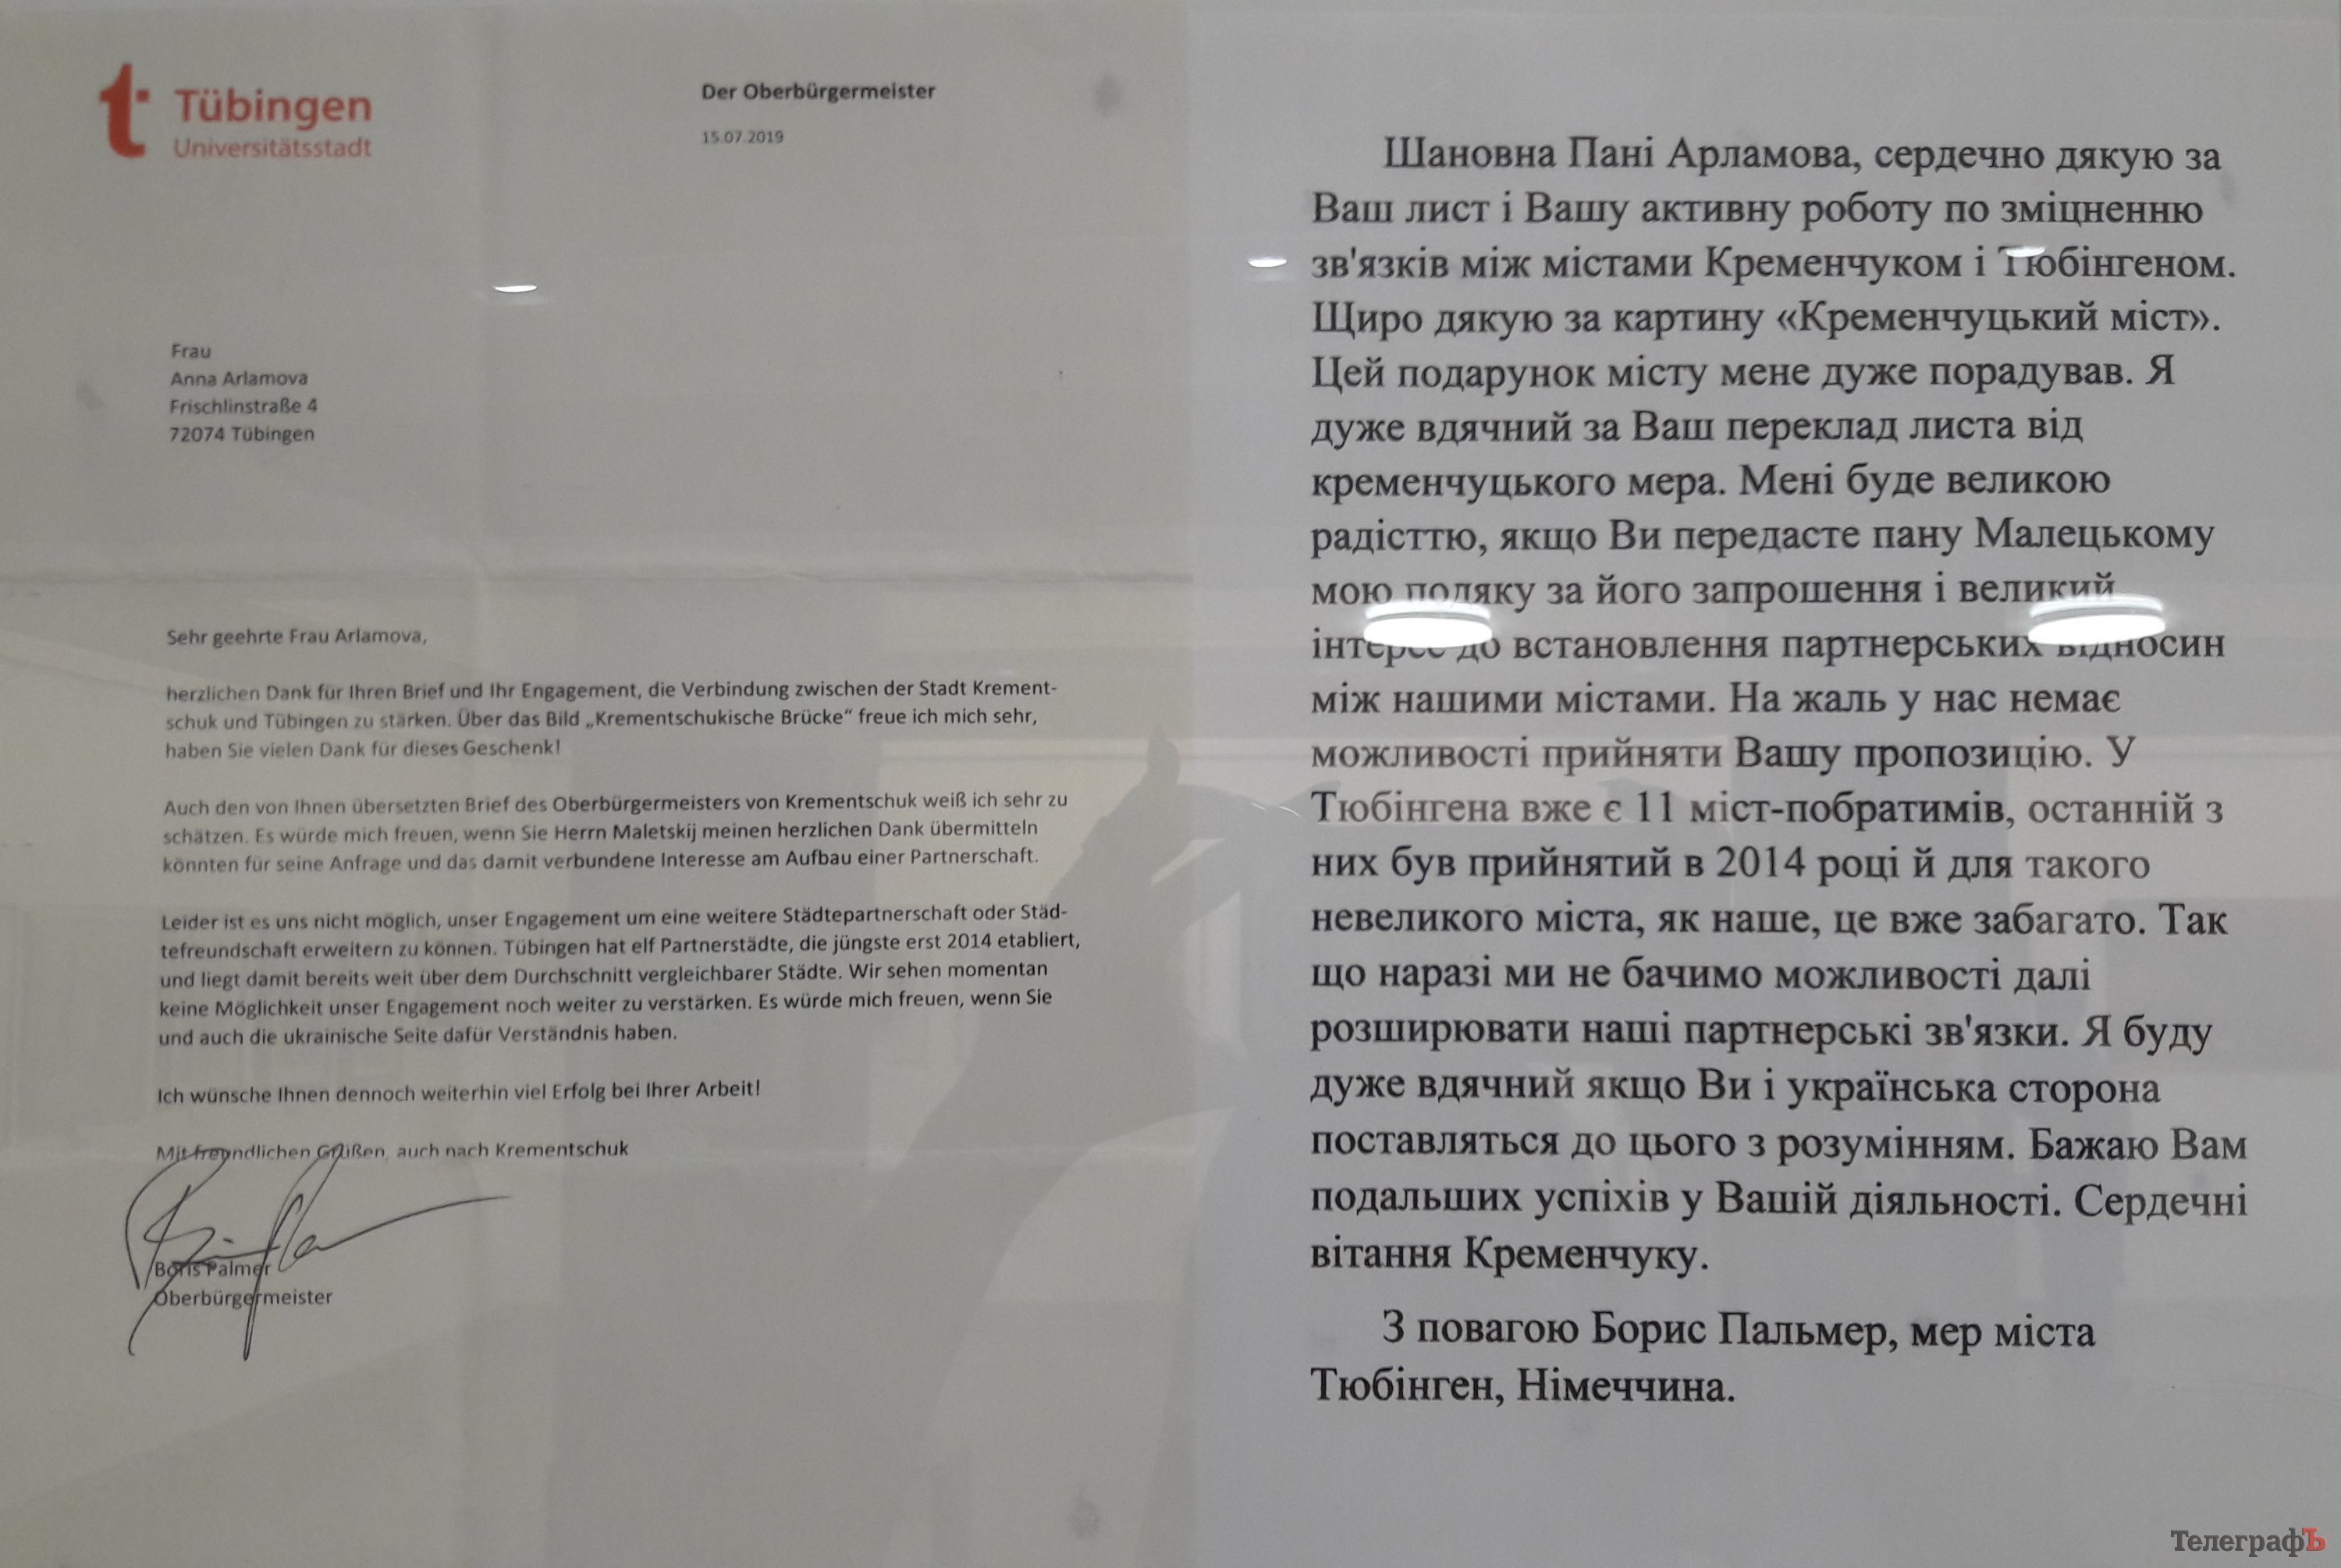 Tübingen
Universitätsstadt
Der Oberbürgermeister
15.07.2019
Frau
Anna Arlamova
Frischlinstraße 4
72074 Tübingen
Sehr geehrte Frau Arlamova,
herzlichen Dank für Ihren Brief und Ihr Engagement, die Verbindung zwischen der Stadt Krement-
schuk und Tübingen zu stärken. Über das Bild „Krementschukische Brücke“ freue ich mich sehr,
haben Sie vielen Dank für dieses Geschenk!
Auch den von Ihnen übersetzten Brief des Oberbürgermeisters von Krementschuk weiß ich sehr zu
schätzen. Es würde mich freuen, wenn Sie Herrn Maletskij meinen herzlichen Dank übermitteln
könnten für seine Anfrage und das damit verbundene Interesse am Aufbau einer Partnerschaft.
Leider ist es uns nicht möglich, unser Engagement um eine weitere Städtepartnerschaft oder Städ-
tefreundschaft erweitern zu können. Tübingen hat elf Partnerstädte, die jüngste erst 2014 etabliert,
und liegt damit bereits weit über dem Durchschnitt vergleichbarer Städte. Wir sehen momentan
keine Möglichkeit unser Engagement noch weiter zu verstärken. Es würde mich freuen, wenn Sie
und auch die ukrainische Seite dafür Verständnis haben.
Ich wünsche Ihnen dennoch weiterhin viel Erfolg bei Ihrer Arbeit!
Mit freundlichen Grüßen, auch nach Krementschuk
Boris Palmer
Oberbürgermeister
Шановна Пані Арламова, сердечно дякую за
Ваш лист і Вашу активну роботу по зміцненню
зв'язків між містами Кременчуком і Тюбінгеном.
Щиро дякую за картину «Кременчуцький міст».
Цей подарунок місту мене дуже порадував. Я
дуже вдячний за Ваш переклад листа від
кременчуцького мера. Мені буде великою
радісттю, якщо Ви передасте пану Малецькому
мою подяку за його запрошення і великий
інтерес до встановлення партнерських відносин
між нашими містами. На жаль у нас немає
можливості прийняти Вашу пропозицію. У
Тюбінгена вже є 11 міст-побратимів, останній з
них був прийнятий в 2014 році й для такого
невеликого міста, як наше, це вже забагато. Так
що наразі ми не бачимо можливості далі
розширювати наші партнерські зв'язки. Я буду
дуже вдячний якщо Ви і українська сторона
поставляться до цього з розумінням. Бажаю Вам
подальших успіхів у Вашій діяльності. Сердечні
вітання Кременчуку.
З повагою Борис Пальмер, мер міста
Тюбінген, Німеччина.
ТелеграфЪ